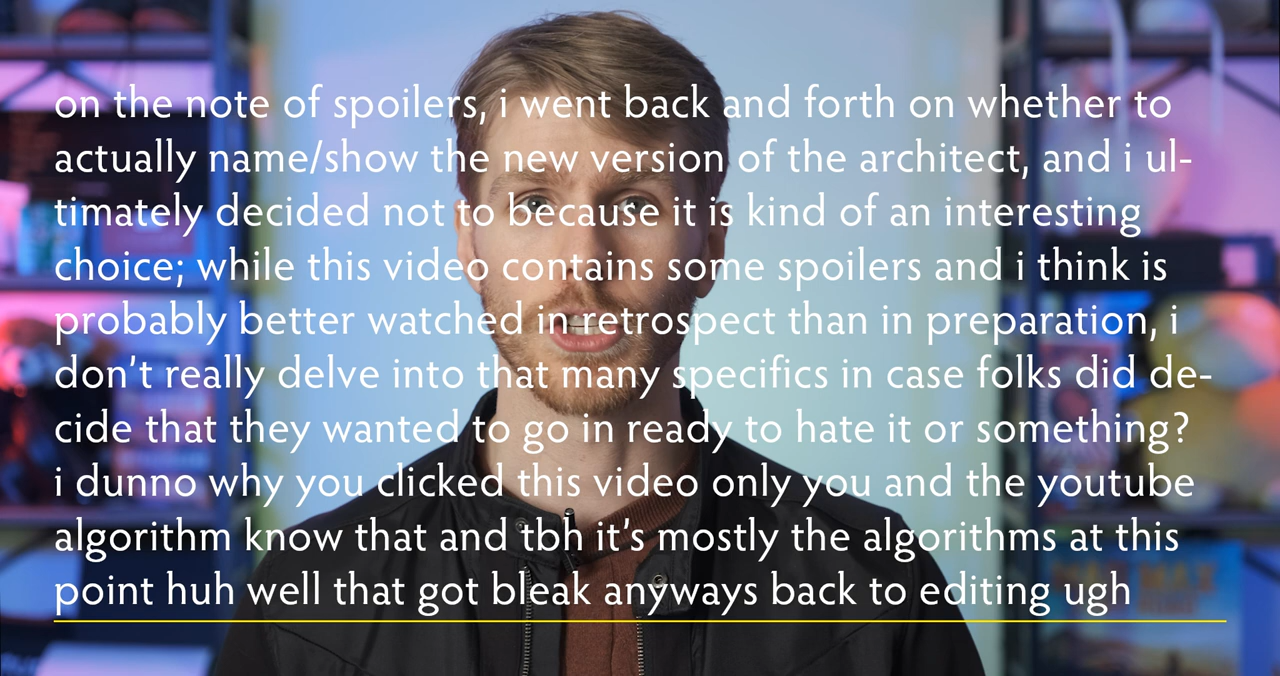 on the note of spoilers, i went back and forth on whether to
actually name/show the new version of the architect, and i ul-
timately decided not to because it is kind of an interesting
choice; while this video contains some spoilers and i think is
probably better watched in retrospect than in preparation, i
don’t really delve into that many specifics in case folks did de-
cide that they wanted to go in ready to hate it or something?
i dunno why you clicked this video only you and the youtube
algorithm know that and tbh it’s mostly the algorithms at this
point huh well that got bleak anyways back to editing ugh